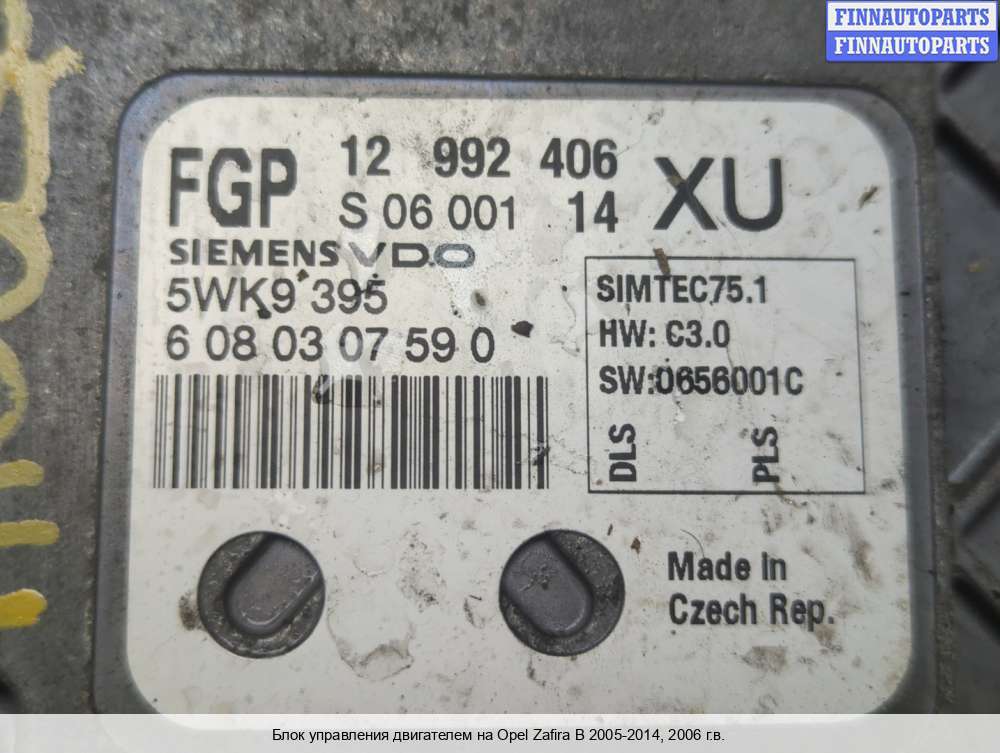 FINNAUTOPARTS
FINNAUTOPARTS
FGP 12 992 406 XU
S 06 001 14
SIEMENS VDO
5WK9 395
6 08 030 07 59 0
SIMTEC75.1
HW: C3.0
SW:0656001C
DLS PLS
Made In
Czech Rep.
Блок управления двигателем на Opel Zafira B 2005-2014, 2006 г.в.